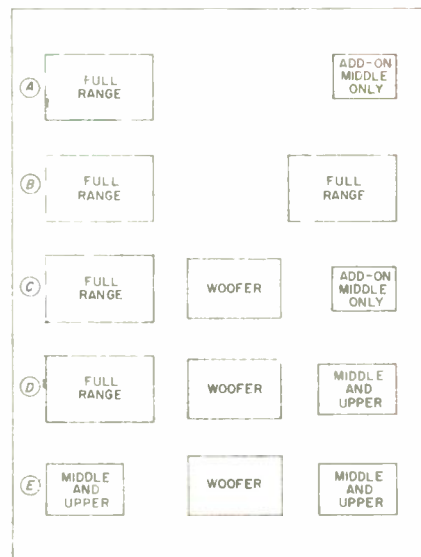 A
FULL
RANGE
ADD-ON
MIDDLE
ONLY
B
FULL
RANGE
FULL
RANGE
C
FULL
RANGE
WOOFER
ADD-ON
MIDDLE
ONLY
D
FULL
RANGE
WOOFER
MIDDLE
AND
UPPER
E
MIDDLE
AND
UPPER
WOOFER
MIDDLE
AND
UPPER